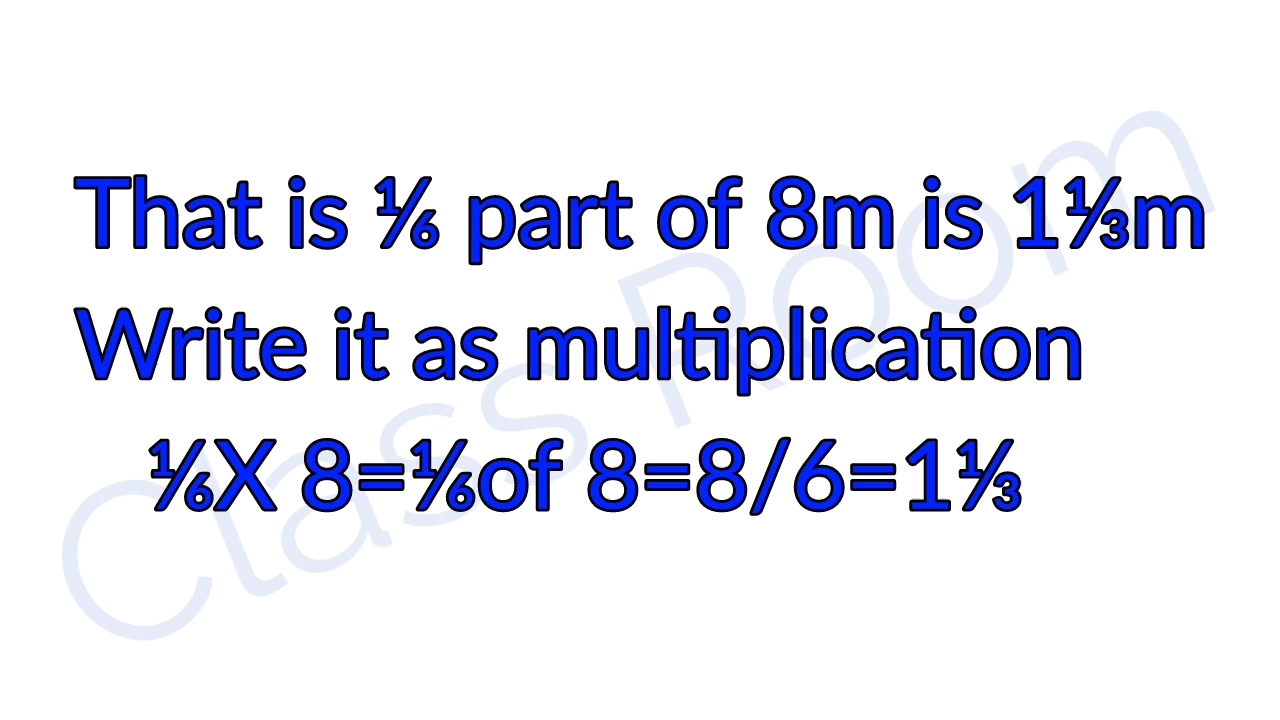 That is ⅙ part of 8m is 1⅓m
Write it as multiplication
⅙X 8=⅙of 8=8/6=1⅓
Class Room